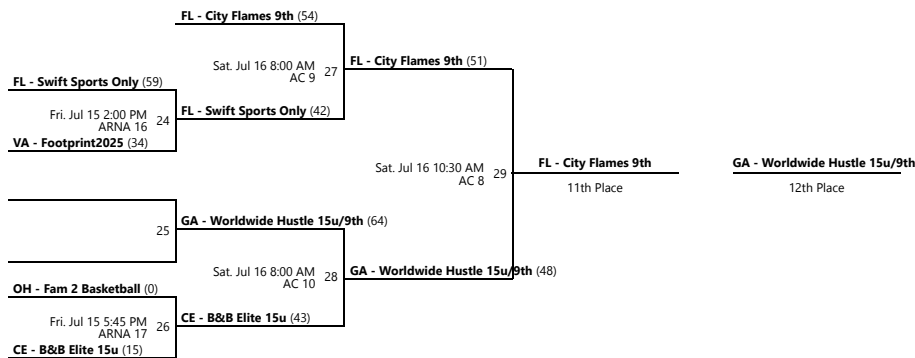 FL - City Flames 9th (54)
Sat. Jul 16 8:00 AM
AC 9
27
FL - City Flames 9th (51)
FL - Swift Sports Only (59)
Fri. Jul 15 2:00 PM
ARNA 16
24
FL - Swift Sports Only (42)
VA - Footprint2025 (34)
Sat. Jul 16 10:30 AM
AC 8
29
FL - City Flames 9th
11th Place
GA - Worldwide Hustle 15u/9th
12th Place
25
GA - Worldwide Hustle 15u/9th (64)
Sat. Jul 16 8:00 AM
AC 10
28
GA - Worldwide Hustle 15u/9th (48)
OH - Fam 2 Basketball (0)
Fri. Jul 15 5:45 PM
ARNA 17
26
CE - B&B Elite 15u (43)
CE - B&B Elite 15u (15)